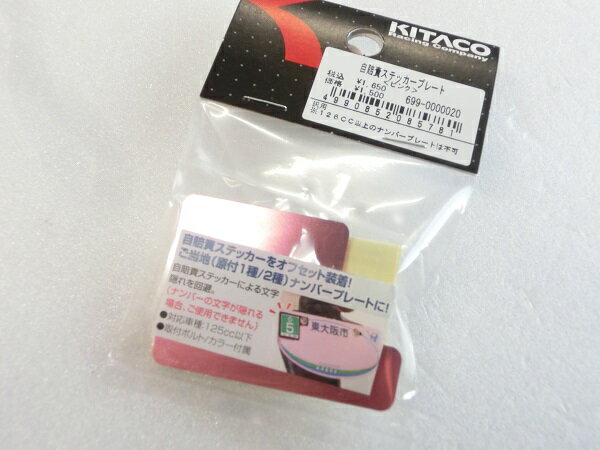 KITACO
Racing Company
自賠責ステッカープレート
<ピンク>
税込 ¥1,650
価格 ¥1,500
699-0000020
4990852085781
汎用
※126CC以上のナンバープレートは不可
自賠責ステッカーをオフセット装着!
ご当地(原付1種/2種)ナンバープレートに!
自賠責ステッカーによる文字
隠れを回避。
(ナンバーの文字が隠れる
場合、ご使用できません)
●対応車種:125cc以下
●取付ボルト/カラー付属
5
東大阪市